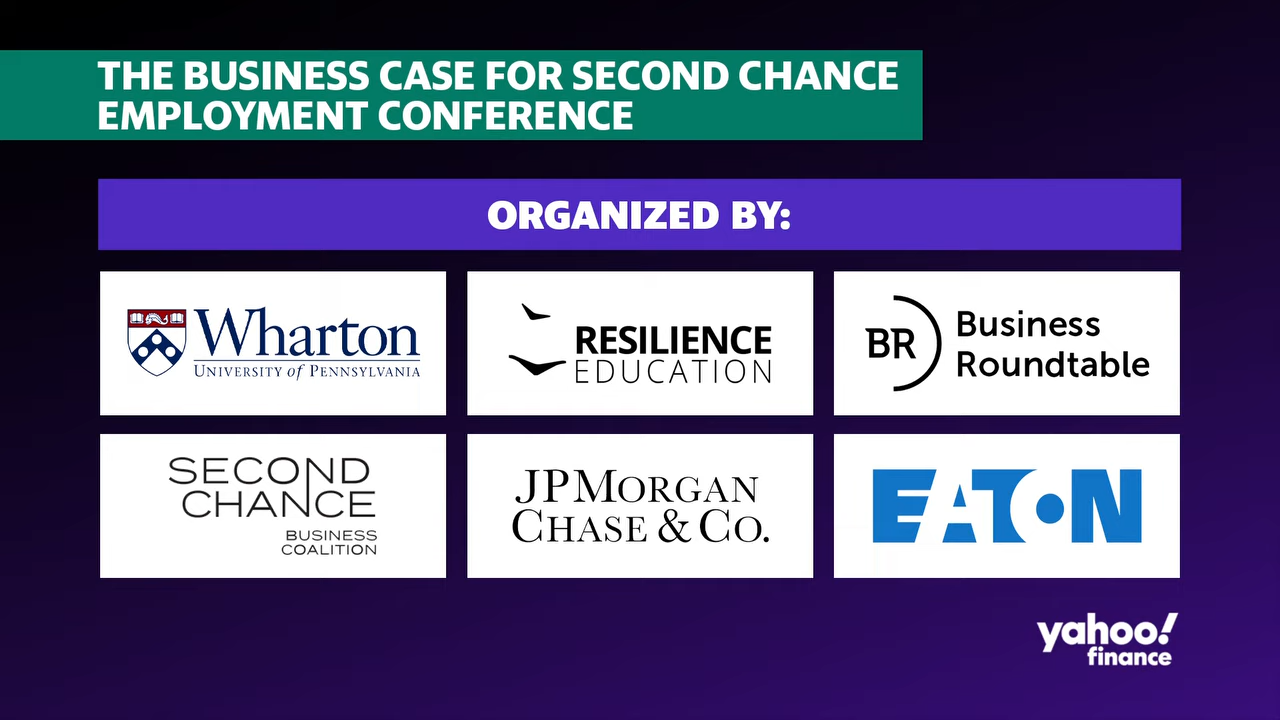 THE BUSINESS CASE FOR SECOND CHANCE
EMPLOYMENT CONFERENCE
ORGANIZED BY:
Wharton
UNIVERSITY of PENNSYLVANIA
RESILIENCE
EDUCATION
BR
Business
Roundtable
SECOND
CHANCE
BUSINESS
COALITION
JPMORGAN
CHASE & CO.
EATON
yahoo!
finance